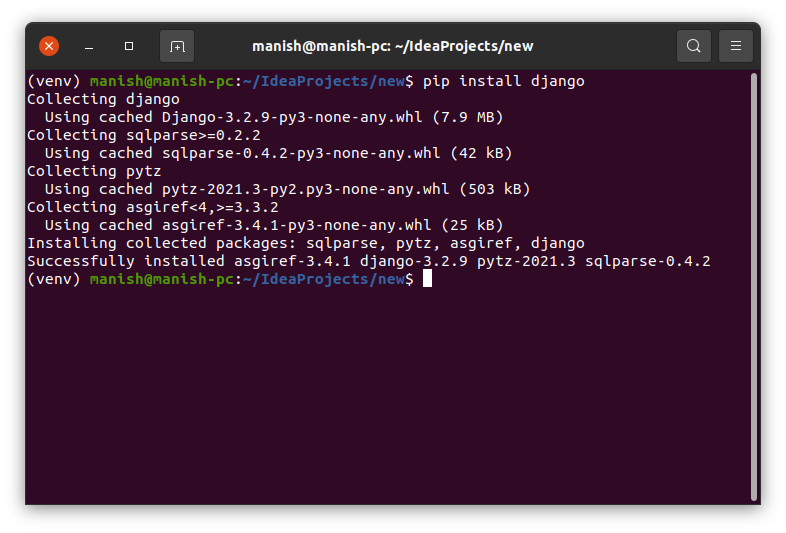 manish@manish-pc: ~/IdeaProjects/new
(venv) manish@manish-pc:~/IdeaProjects/new$ pip install django
Collecting django
  Using cached Django-3.2.9-py3-none-any.whl (7.9 MB)
Collecting sqlparse>=0.2.2
  Using cached sqlparse-0.4.2-py3-none-any.whl (42 kB)
Collecting pytz
  Using cached pytz-2021.3-py2.py3-none-any.whl (503 kB)
Collecting asgiref<4,>=3.3.2
  Using cached asgiref-3.4.1-py3-none-any.whl (25 kB)
Installing collected packages: sqlparse, pytz, asgiref, django
Successfully installed asgiref-3.4.1 django-3.2.9 pytz-2021.3 sqlparse-0.4.2
(venv) manish@manish-pc:~/IdeaProjects/new$